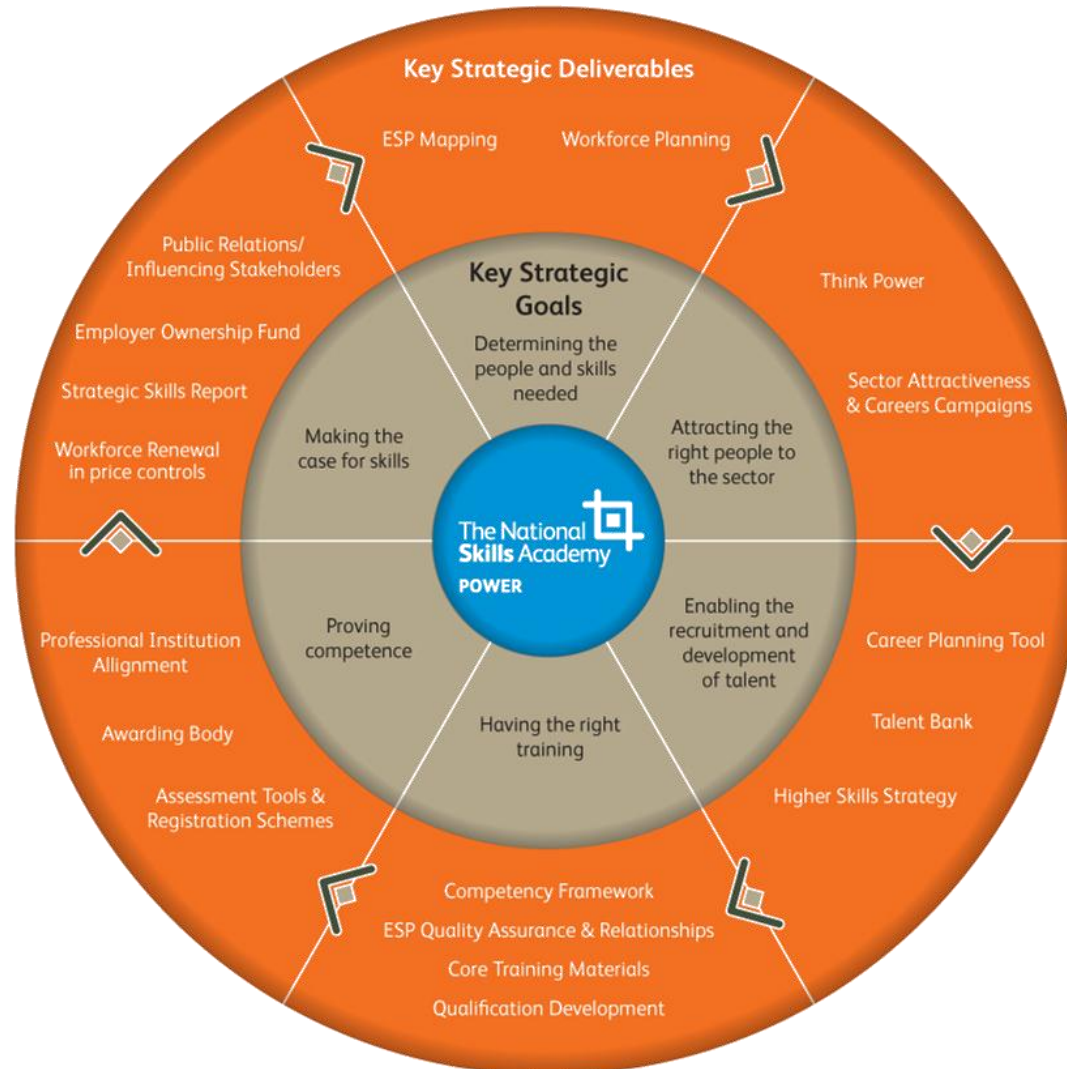 Key Strategic Deliverables
ESP Mapping
Workforce Planning
Think Power
Sector Attractiveness
& Careers Campaigns
Career Planning Tool
Talent Bank
Higher Skills Strategy
Competency Framework
ESP Quality Assurance & Relationships
Core Training Materials
Qualification Development
Assessment Tools &
Registration Schemes
Awarding Body
Professional Institution
Allignment
Workforce Renewal
in price controls
Strategic Skills Report
Employer Ownership Fund
Public Relations/
Influencing Stakeholders
Key Strategic
Goals
Determining the
people and skills
needed
Attracting the
right people to
the sector
Enabling the
recruitment and
development
of talent
Having the right
training
Proving
competence
Making the
case for skills
The National
Skills Academy
POWER